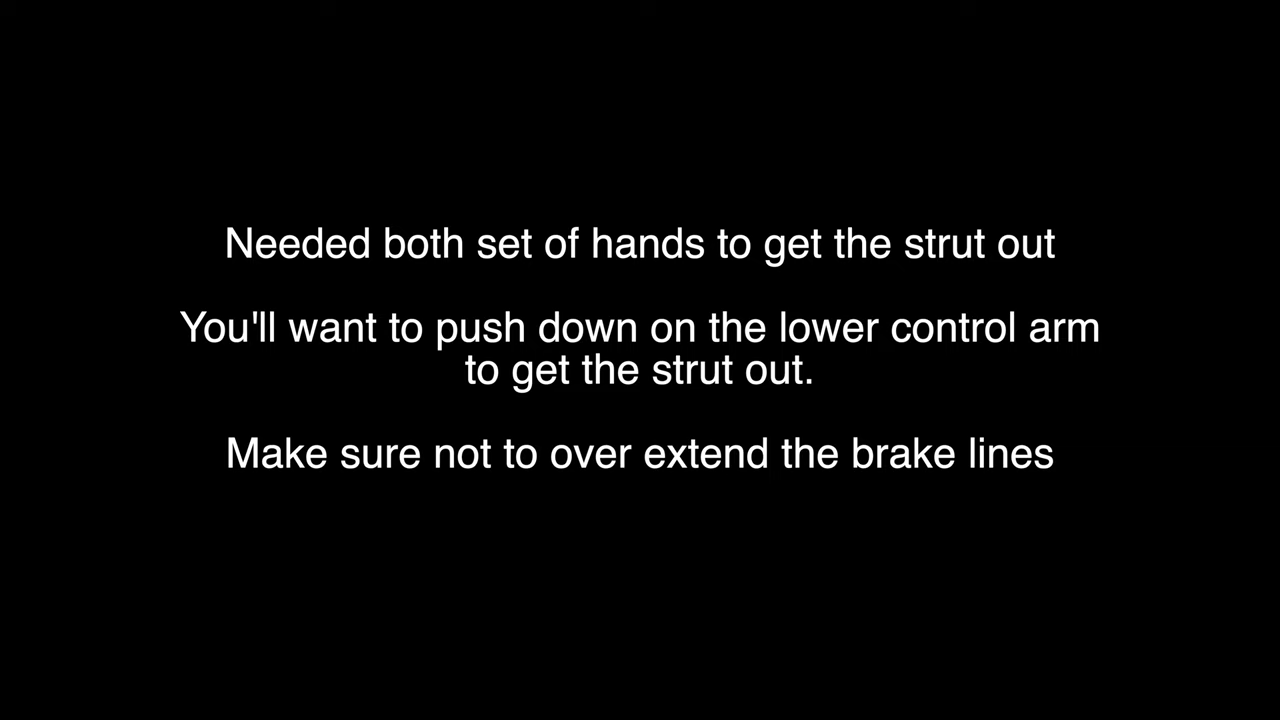 Needed both set of hands to get the strut out
You'll want to push down on the lower control arm
to get the strut out.
Make sure not to over extend the brake lines